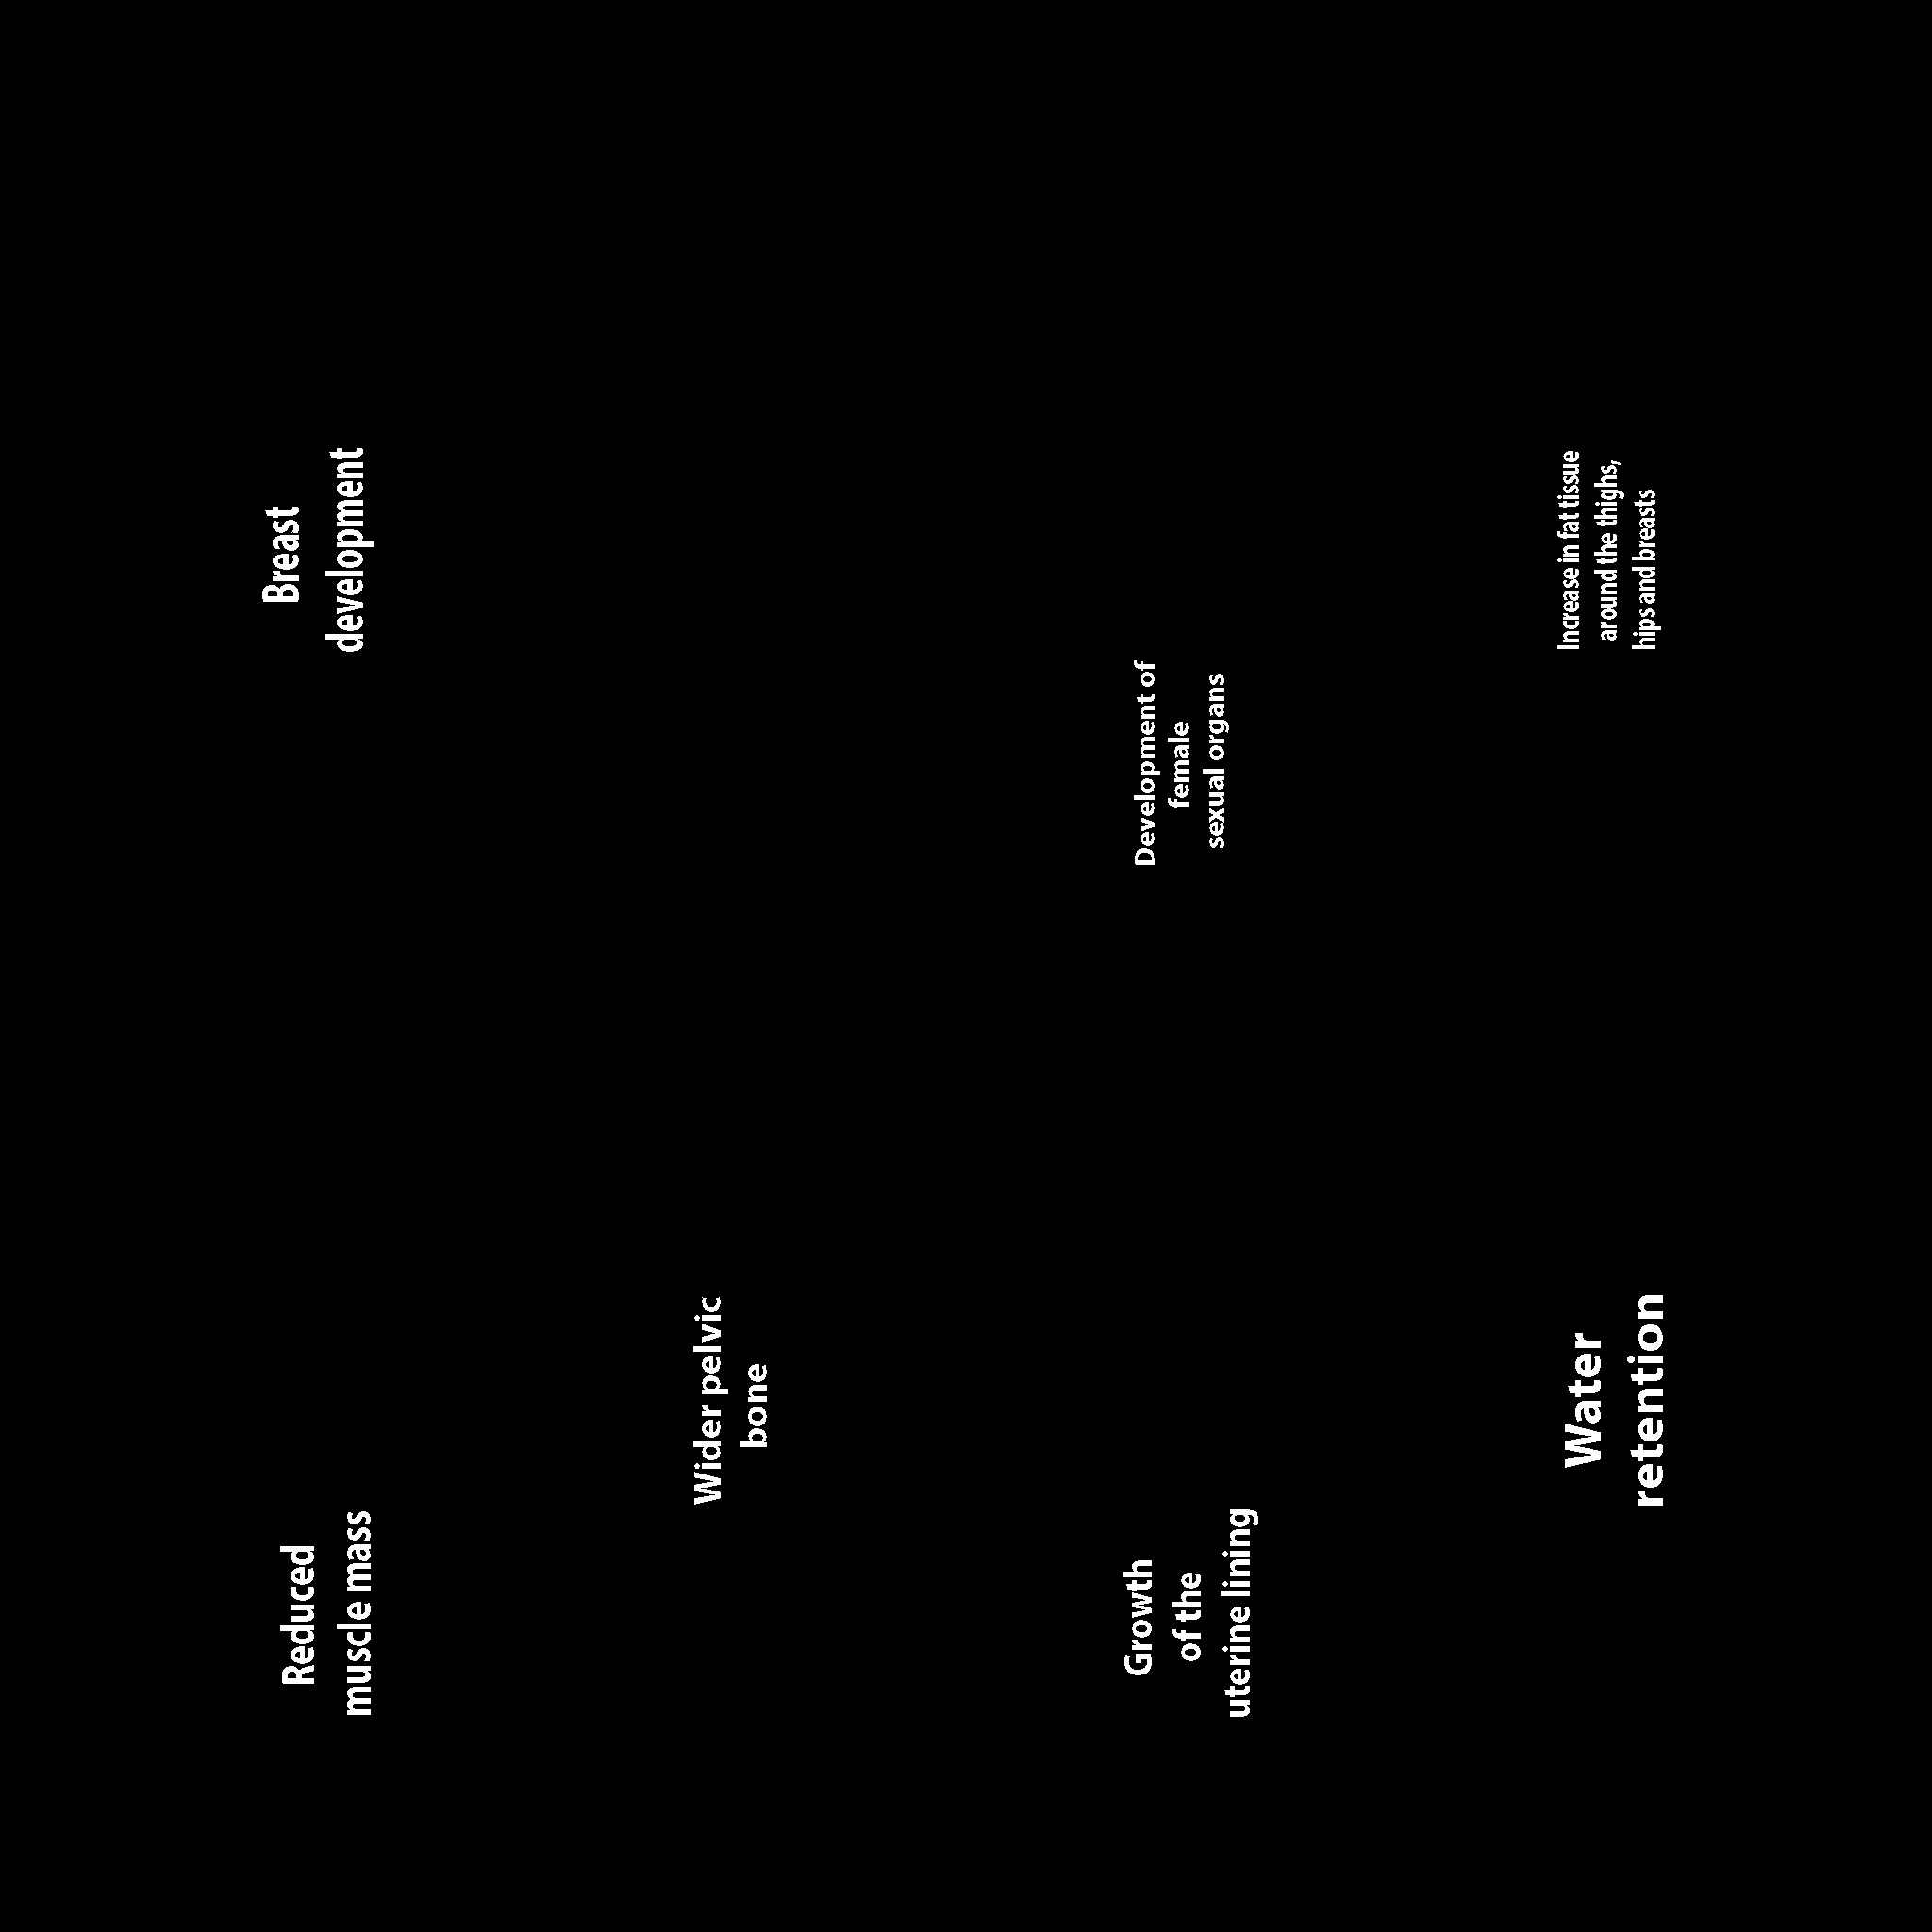 Reduced
muscle mass
Breast
development
Wider pelvic
bone
Growth
of the
uterine lining
Development of
female
sexual organs
Water
retention
Increase in fat tissue
around the thighs,
hips and breasts